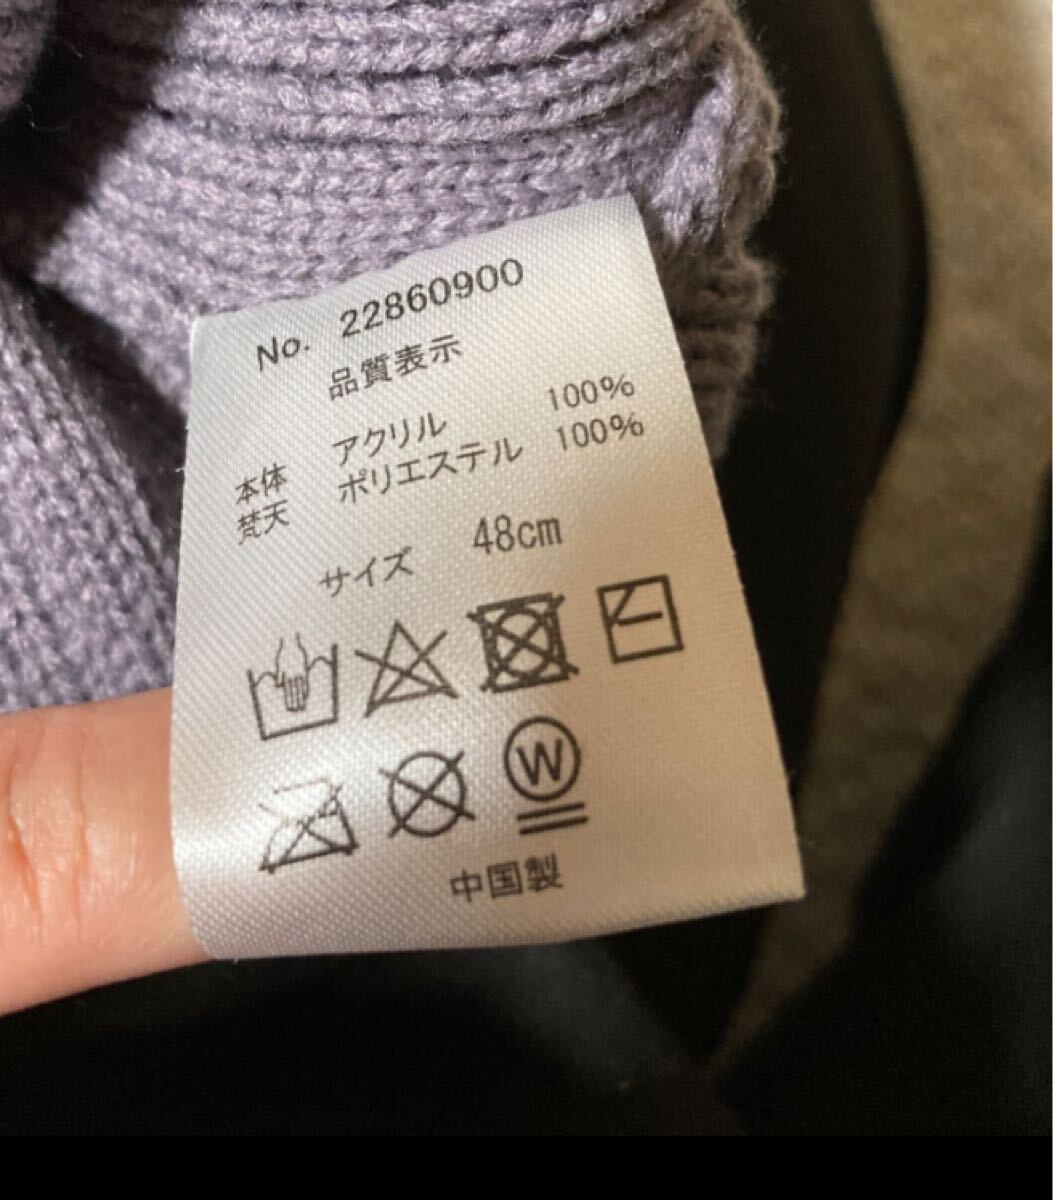 No. 22860900
品質表示
本体 アクリル 100%
梵天 ポリエステル 100%
サイズ 48cm
W
中国製